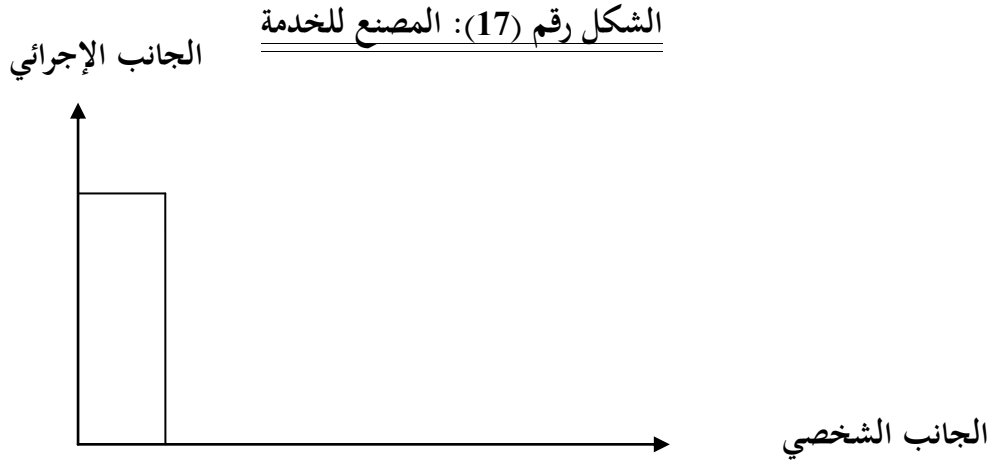 الشكل رقم (17): المصنع للخدمة
الجانب الإجرائي
الجانب الشخصي